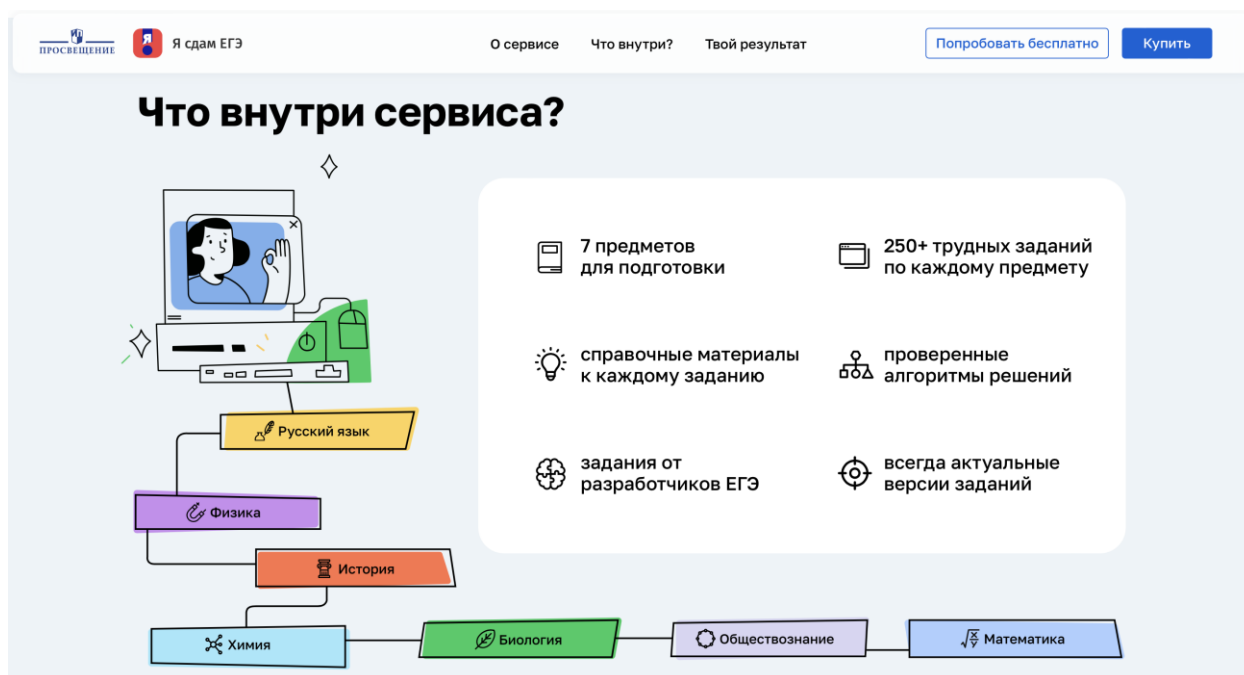 ПРОСВЕЩЕНИЕ
Я
Я сдам ЕГЭ
О сервисе
Что внутри?
Твой результат
Попробовать бесплатно
Купить
Что внутри сервиса?
7 предметов
для подготовки
250+ трудных заданий
по каждому предмету
справочные материалы
к каждому заданию
проверенные
алгоритмы решений
задания от
разработчиков ЕГЭ
всегда актуальные
версии заданий
Русский язык
Физика
История
Химия
Биология
Обществознание
Математика